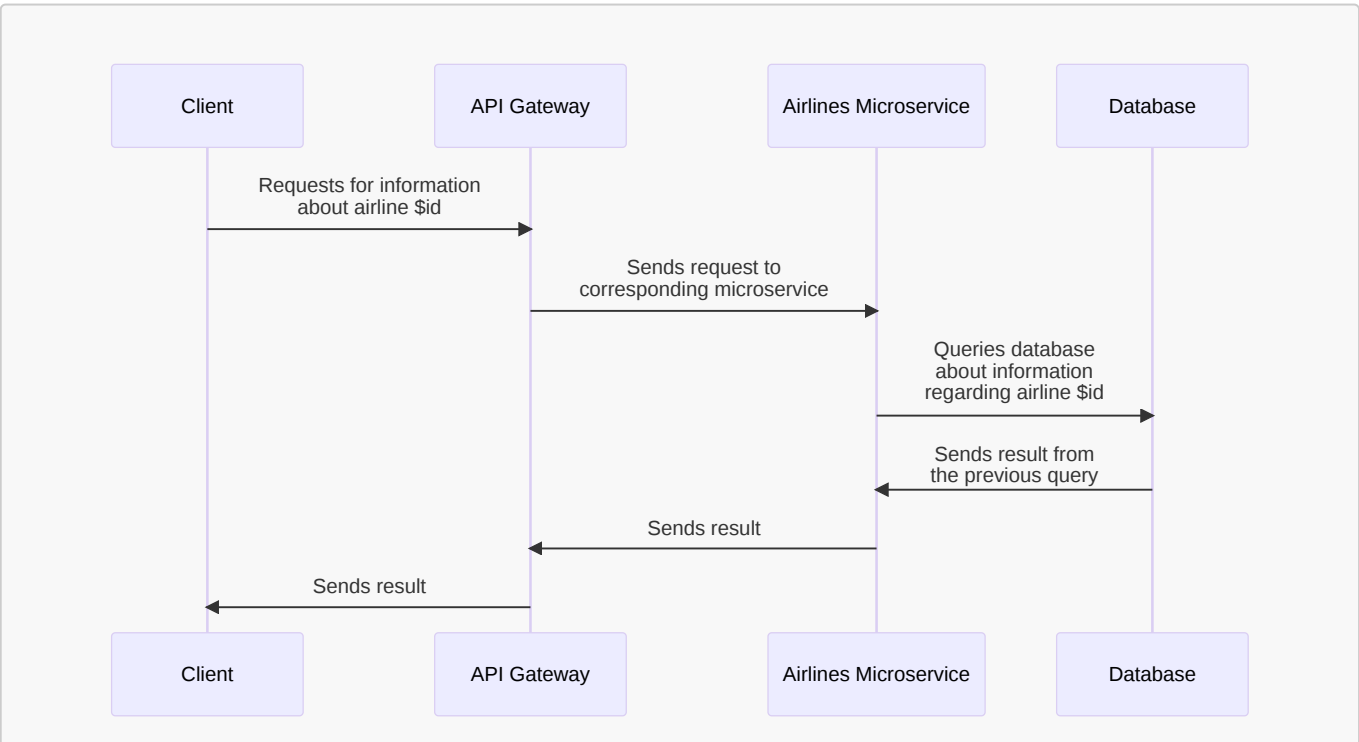 Client
API Gateway
Airlines Microservice
Database
Requests for information
about airline $id
Sends request to
corresponding microservice
Queries database
about information
regarding airline $id
Sends result from
the previous query
Sends result
Sends result
Client
API Gateway
Airlines Microservice
Database